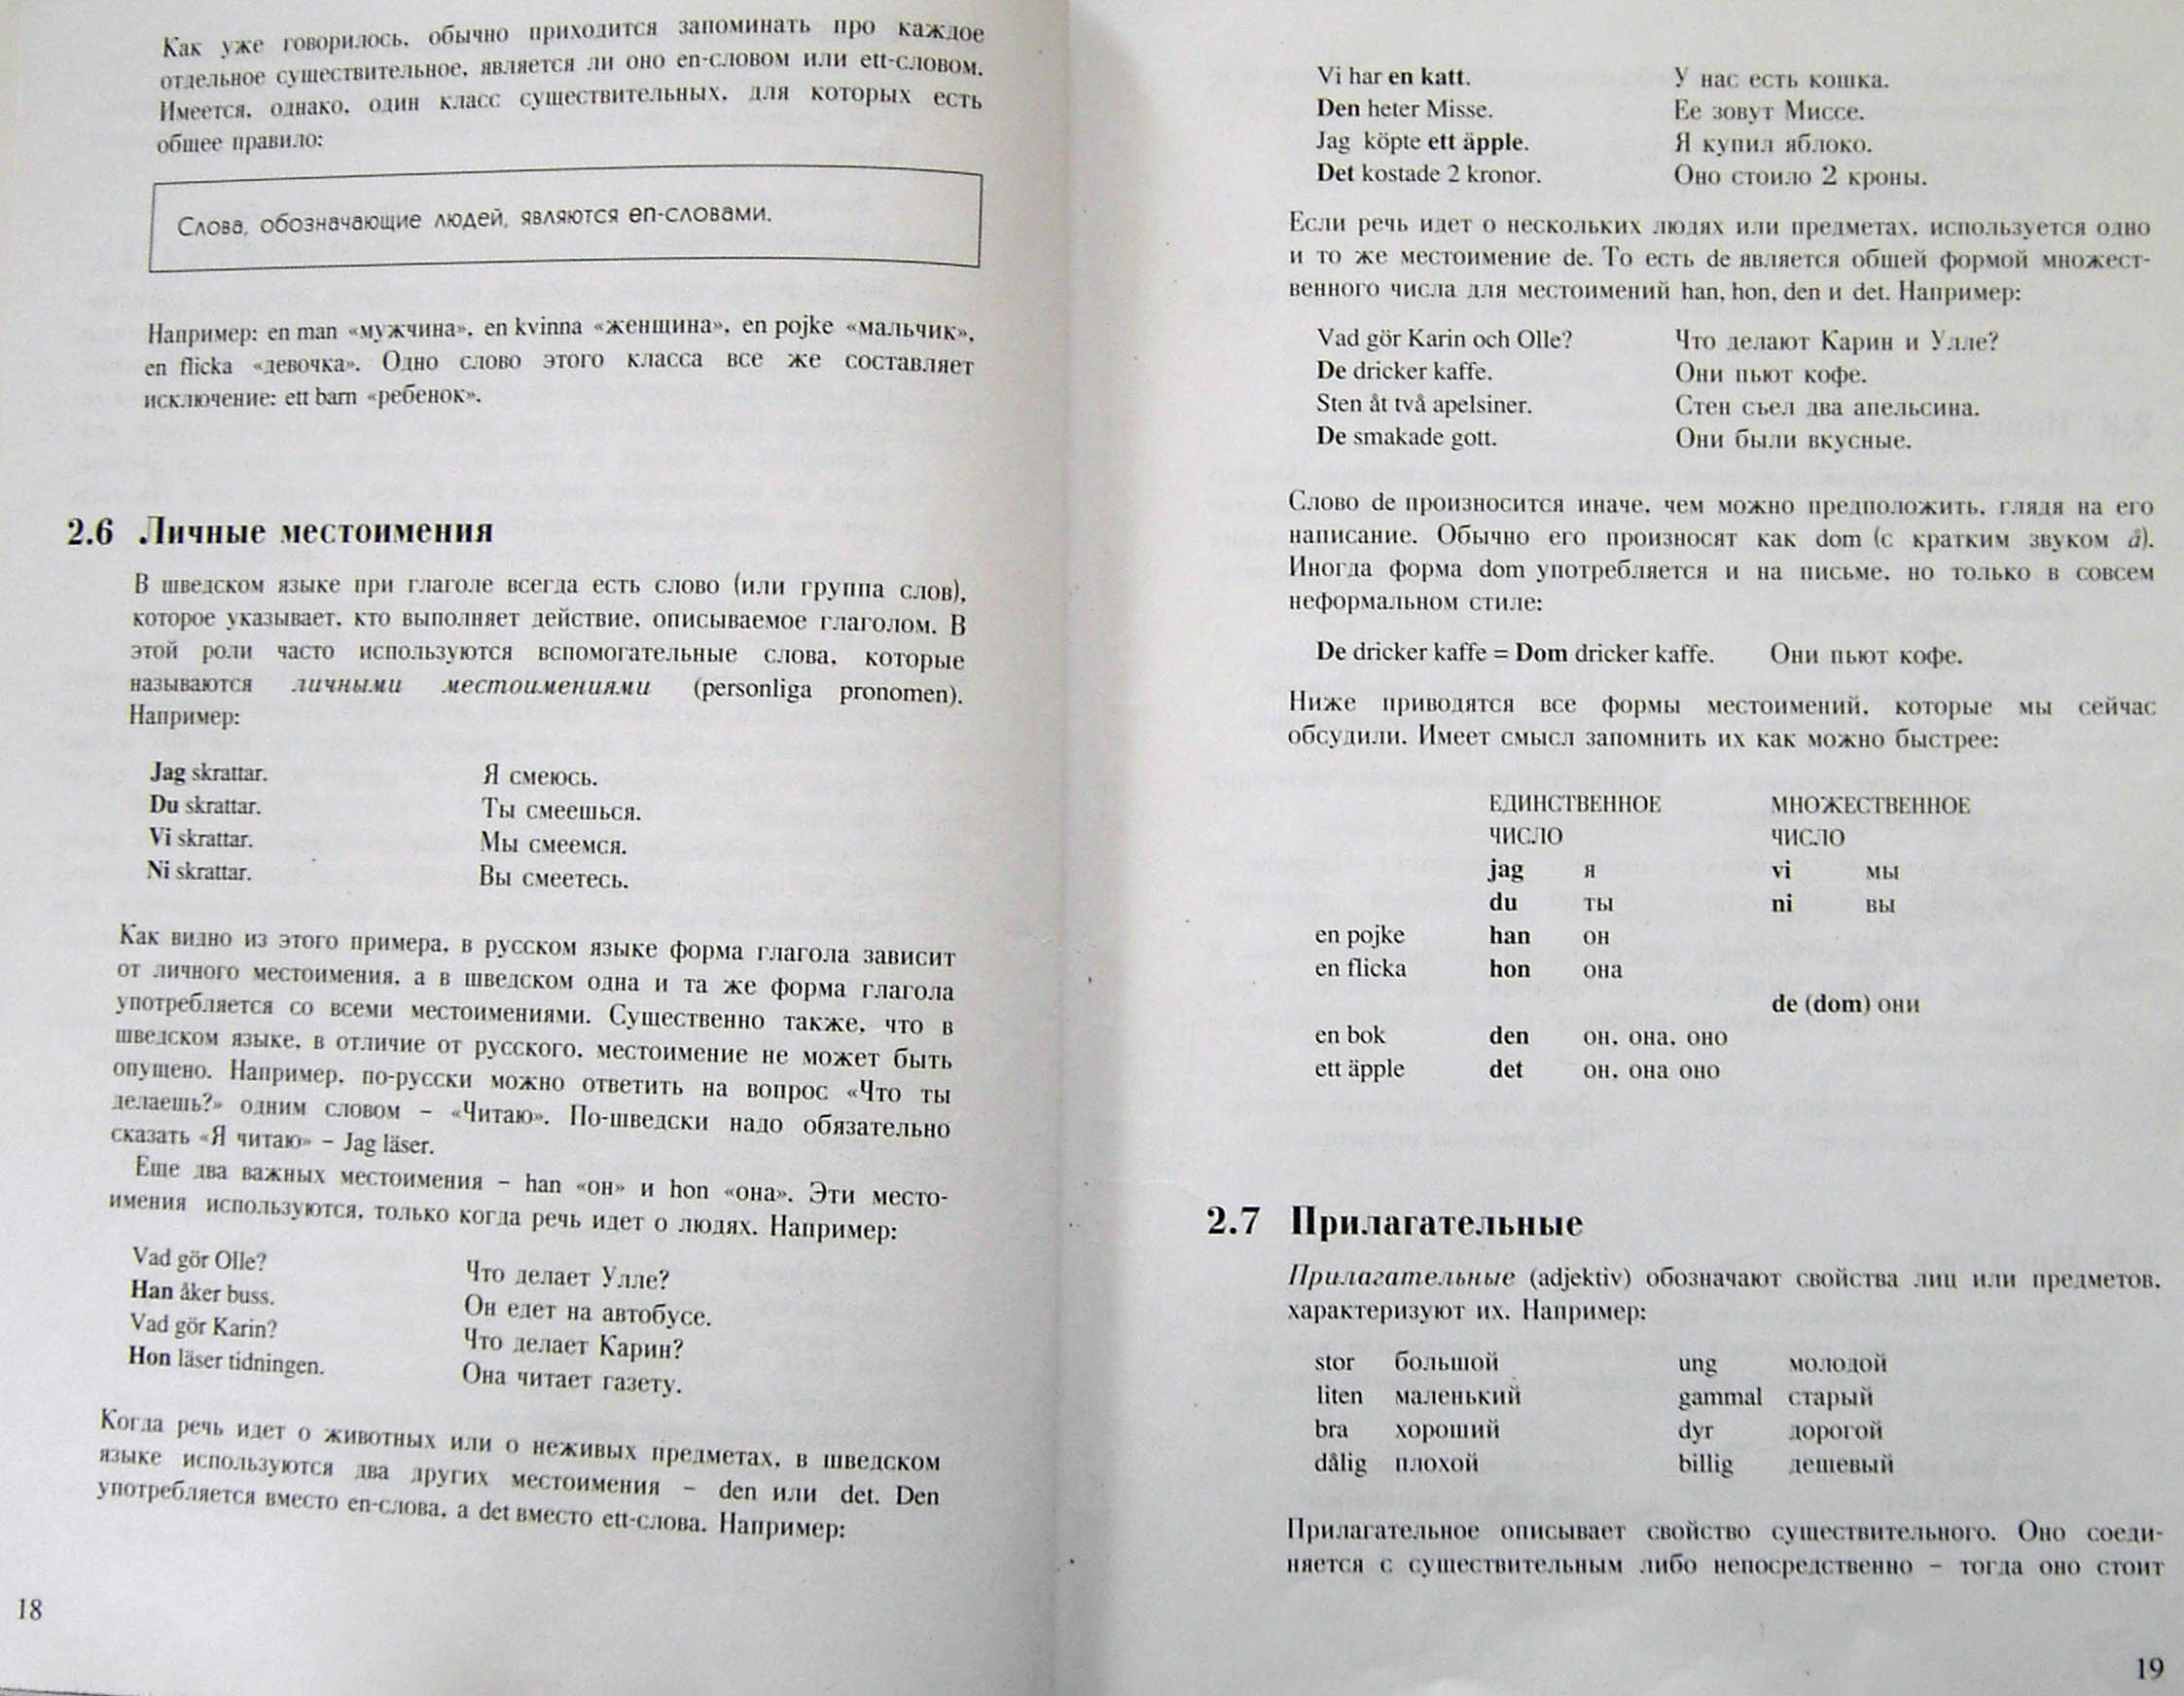 Как уже говорилось, обычно приходится запоминать про каждое
отдельное существительное, является ли оно en-словом или ett-словом.
Имеется, однако, один класс существительных, для которых есть
общее правило:
Слова, обозначающие людей, являются en-словами.
Например: en man «мужчина», en kvinna «женщина», en pojke «мальчик»,
en flicka «девочка». Одно слово этого класса все же составляет
исключение: ett barn «ребенок».
2.6 Личные местоимения
В шведском языке при глаголе всегда есть слово (или группа слов),
которое указывает, кто выполняет действие, описываемое глаголом. В
этой роли часто используются вспомогательные слова, которые
называются личными местоимениями (personliga pronomen).
Например:
Jag skrattar. Я смеюсь.
Du skrattar. Ты смеешься.
Vi skrattar. Мы смеемся.
Ni skrattar. Вы смеетесь.
Как видно из этого примера, в русском языке форма глагола зависит
от личного местоимения, а в шведском одна и та же форма глагола
употребляется со всеми местоимениями. Существенно также, что в
шведском языке, в отличие от русского, местоимение не может быть
опущено. Например, по-русски можно ответить на вопрос «Что ты
делаешь?» одним словом – «Читаю». По-шведски надо обязательно
сказать «Я читаю» – Jag läser.
Еще два важных местоимения – han «он» и hon «она». Эти место-
имения используются, только когда речь идет о людях. Например:
Vad gör Olle? Что делает Улле?
Han åker buss. Он едет на автобусе.
Vad gör Karin? Что делает Карин?
Hon läser tidningen. Она читает газету.
Когда речь идет о животных или о неживых предметах, в шведском
языке используются два других местоимения – den или det. Den
употребляется вместо en-слова, а det вместо ett-слова. Например:
18
Vi har en katt. У нас есть кошка.
Den heter Misse. Ее зовут Миссе.
Jag köpte ett äpple. Я купил яблоко.
Det kostade 2 kronor. Оно стоило 2 кроны.
Если речь идет о нескольких людях или предметах, используется одно
и то же местоимение de. То есть de является общей формой множест-
венного числа для местоимений han, hon, den и det. Например:
Vad gör Karin och Olle? Что делают Карин и Улле?
De dricker kaffe. Они пьют кофе.
Sten åt två apelsiner. Стен съел два апельсина.
De smakade gott. Они были вкусные.
Слово de произносится иначе, чем можно предположить, глядя на его
написание. Обычно его произносят как dom (с кратким звуком å).
Иногда форма dom употребляется и на письме, но только в совсем
неформальном стиле:
De dricker kaffe = Dom dricker kaffe. Они пьют кофе.
Ниже приводятся все формы местоимений, которые мы сейчас
обсудили. Имеет смысл запомнить их как можно быстрее:
ЕДИНСТВЕННОЕ МНОЖЕСТВЕННОЕ
ЧИСЛО ЧИСЛО
jag я vi мы
du ты ni вы
en pojke han он
en flicka hon она
de (dom) они
en bok den он, она, оно
ett äpple det он, она оно
2.7 Прилагательные
Прилагательные (adjektiv) обозначают свойства лиц или предметов,
характеризуют их. Например:
stor большой ung молодой
liten маленький gammal старый
bra хороший dyr дорогой
dålig плохой billig дешевый
Прилагательное описывает свойство существительного. Оно соеди-
няется с существительным либо непосредственно – тогда оно стоит
19